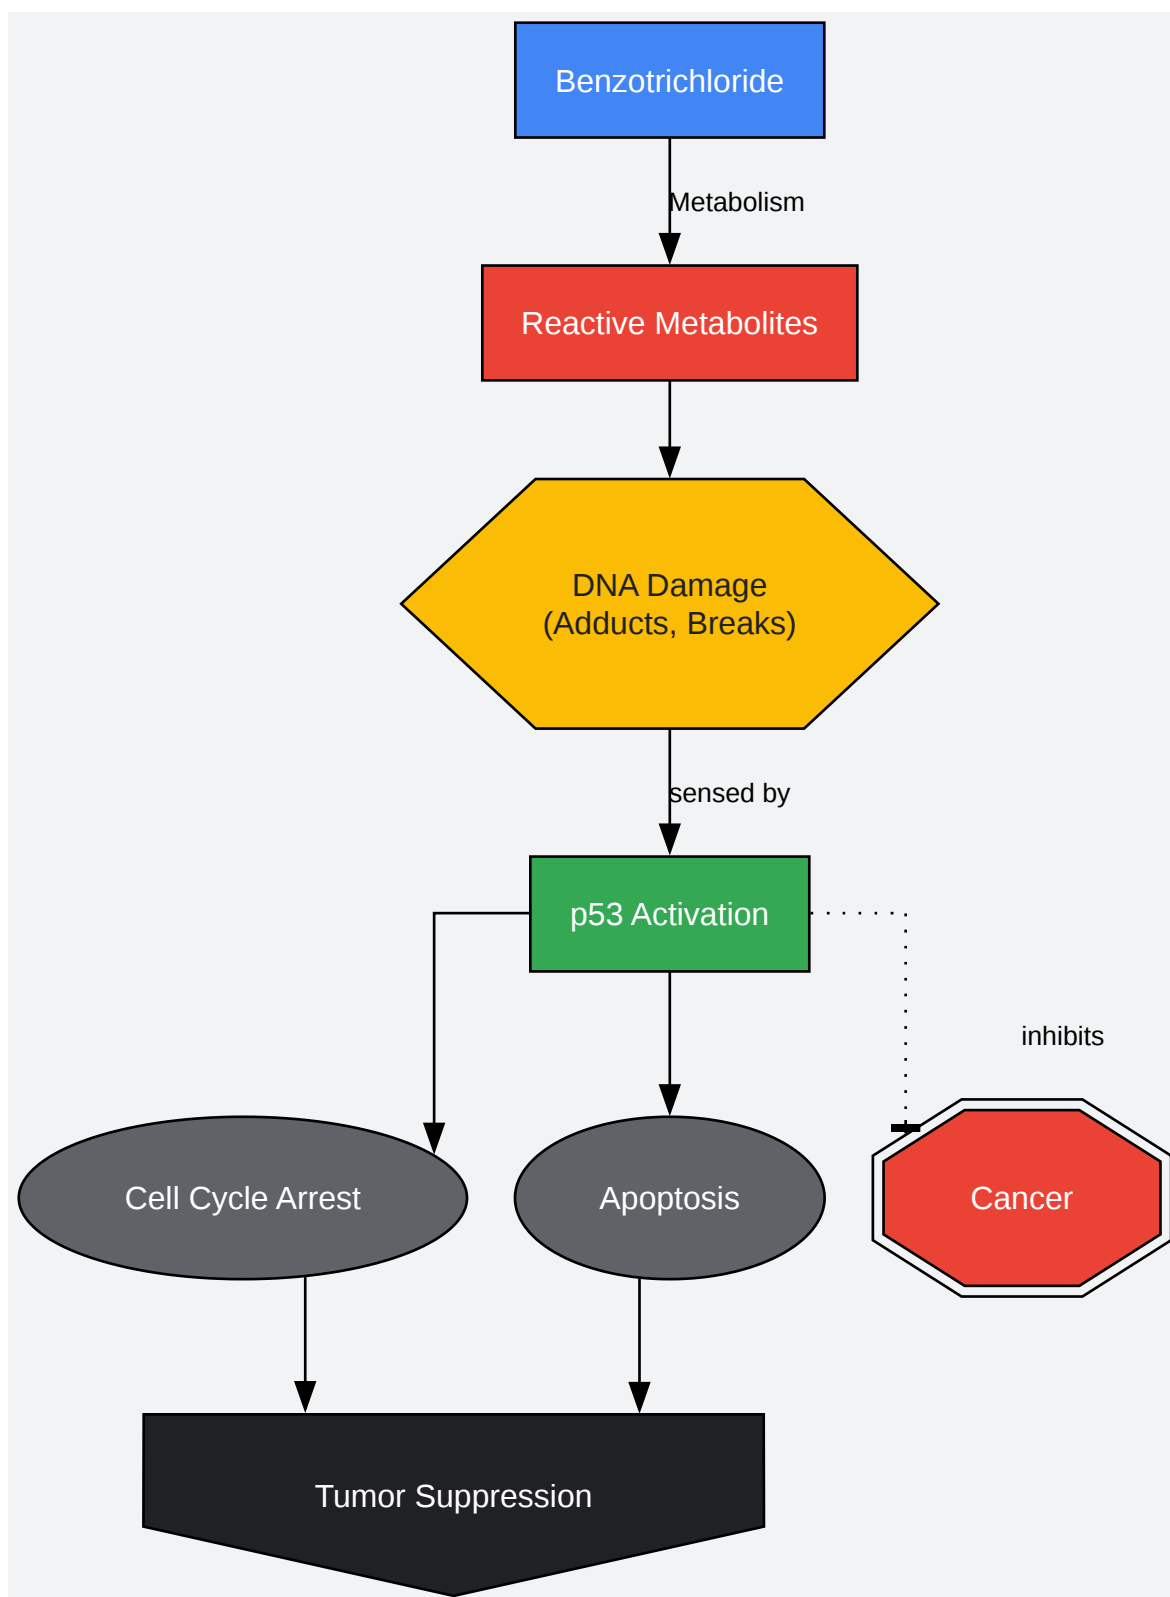 Benzotrichloride
Metabolism
Reactive Metabolites
DNA Damage
(Adducts, Breaks)
sensed by
p53 Activation
inhibits
Cell Cycle Arrest
Apoptosis
Cancer
Tumor Suppression